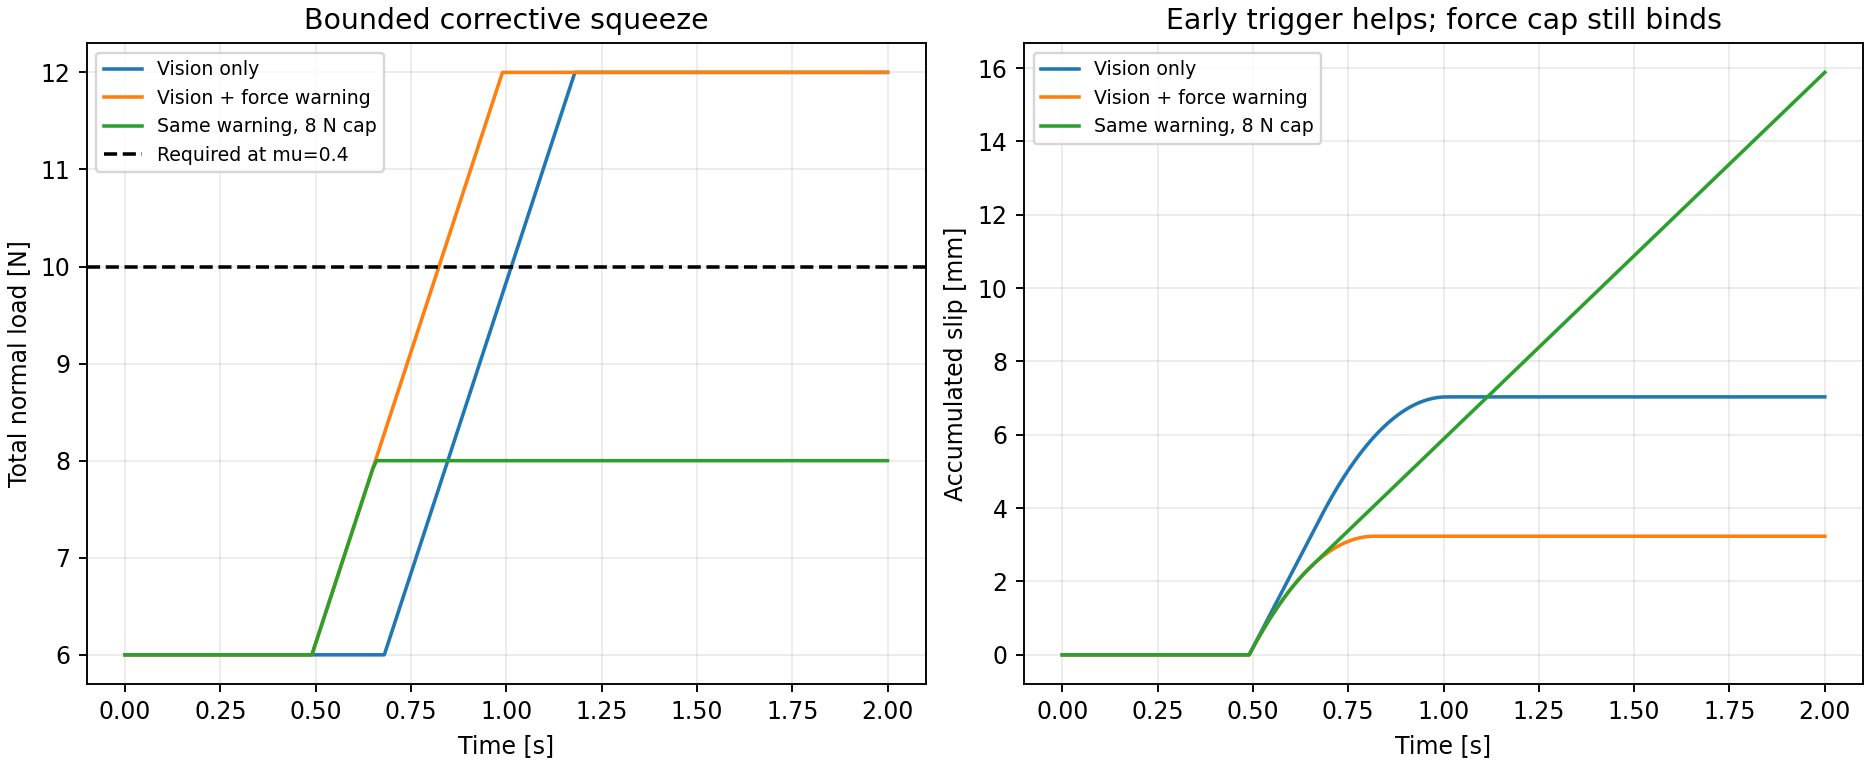 Bounded corrective squeeze
Vision only
Vision + force warning
Same warning, 8 N cap
Required at mu=0.4
Total normal load [N]
12
11
10
9
8
7
6
0.00 0.25 0.50 0.75 1.00 1.25 1.50 1.75 2.00
Time [s]
Early trigger helps; force cap still binds
Vision only
Vision + force warning
Same warning, 8 N cap
Accumulated slip [mm]
16
14
12
10
8
6
4
2
0
0.00 0.25 0.50 0.75 1.00 1.25 1.50 1.75 2.00
Time [s]